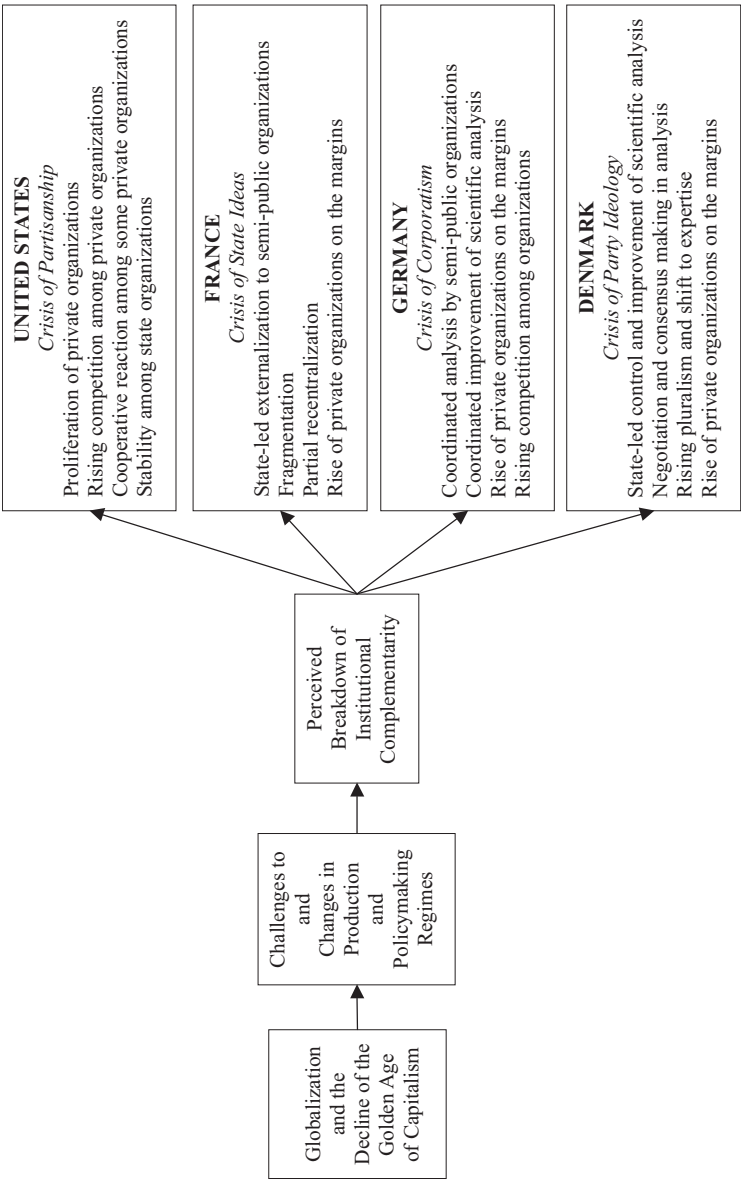 Globalization
and the
Decline of the
Golden Age
of Capitalism
Challenges to
and
Changes in
Production
and
Policymaking
Regimes
Perceived
Breakdown of
Institutional
Complementarity
UNITED STATES
Crisis of Partisanship
Proliferation of private organizations
Rising competition among private organizations
Cooperative reaction among some private organizations
Stability among state organizations
FRANCE
Crisis of State Ideas
State-led externalization to semi-public organizations
Fragmentation
Partial recentralization
Rise of private organizations on the margins
GERMANY
Crisis of Corporatism
Coordinated analysis by semi-public organizations
Coordinated improvement of scientific analysis
Rise of private organizations on the margins
Rising competition among organizations
DENMARK
Crisis of Party Ideology
State-led control and improvement of scientific analysis
Negotiation and consensus making in analysis
Rising pluralism and shift to expertise
Rise of private organizations on the margins